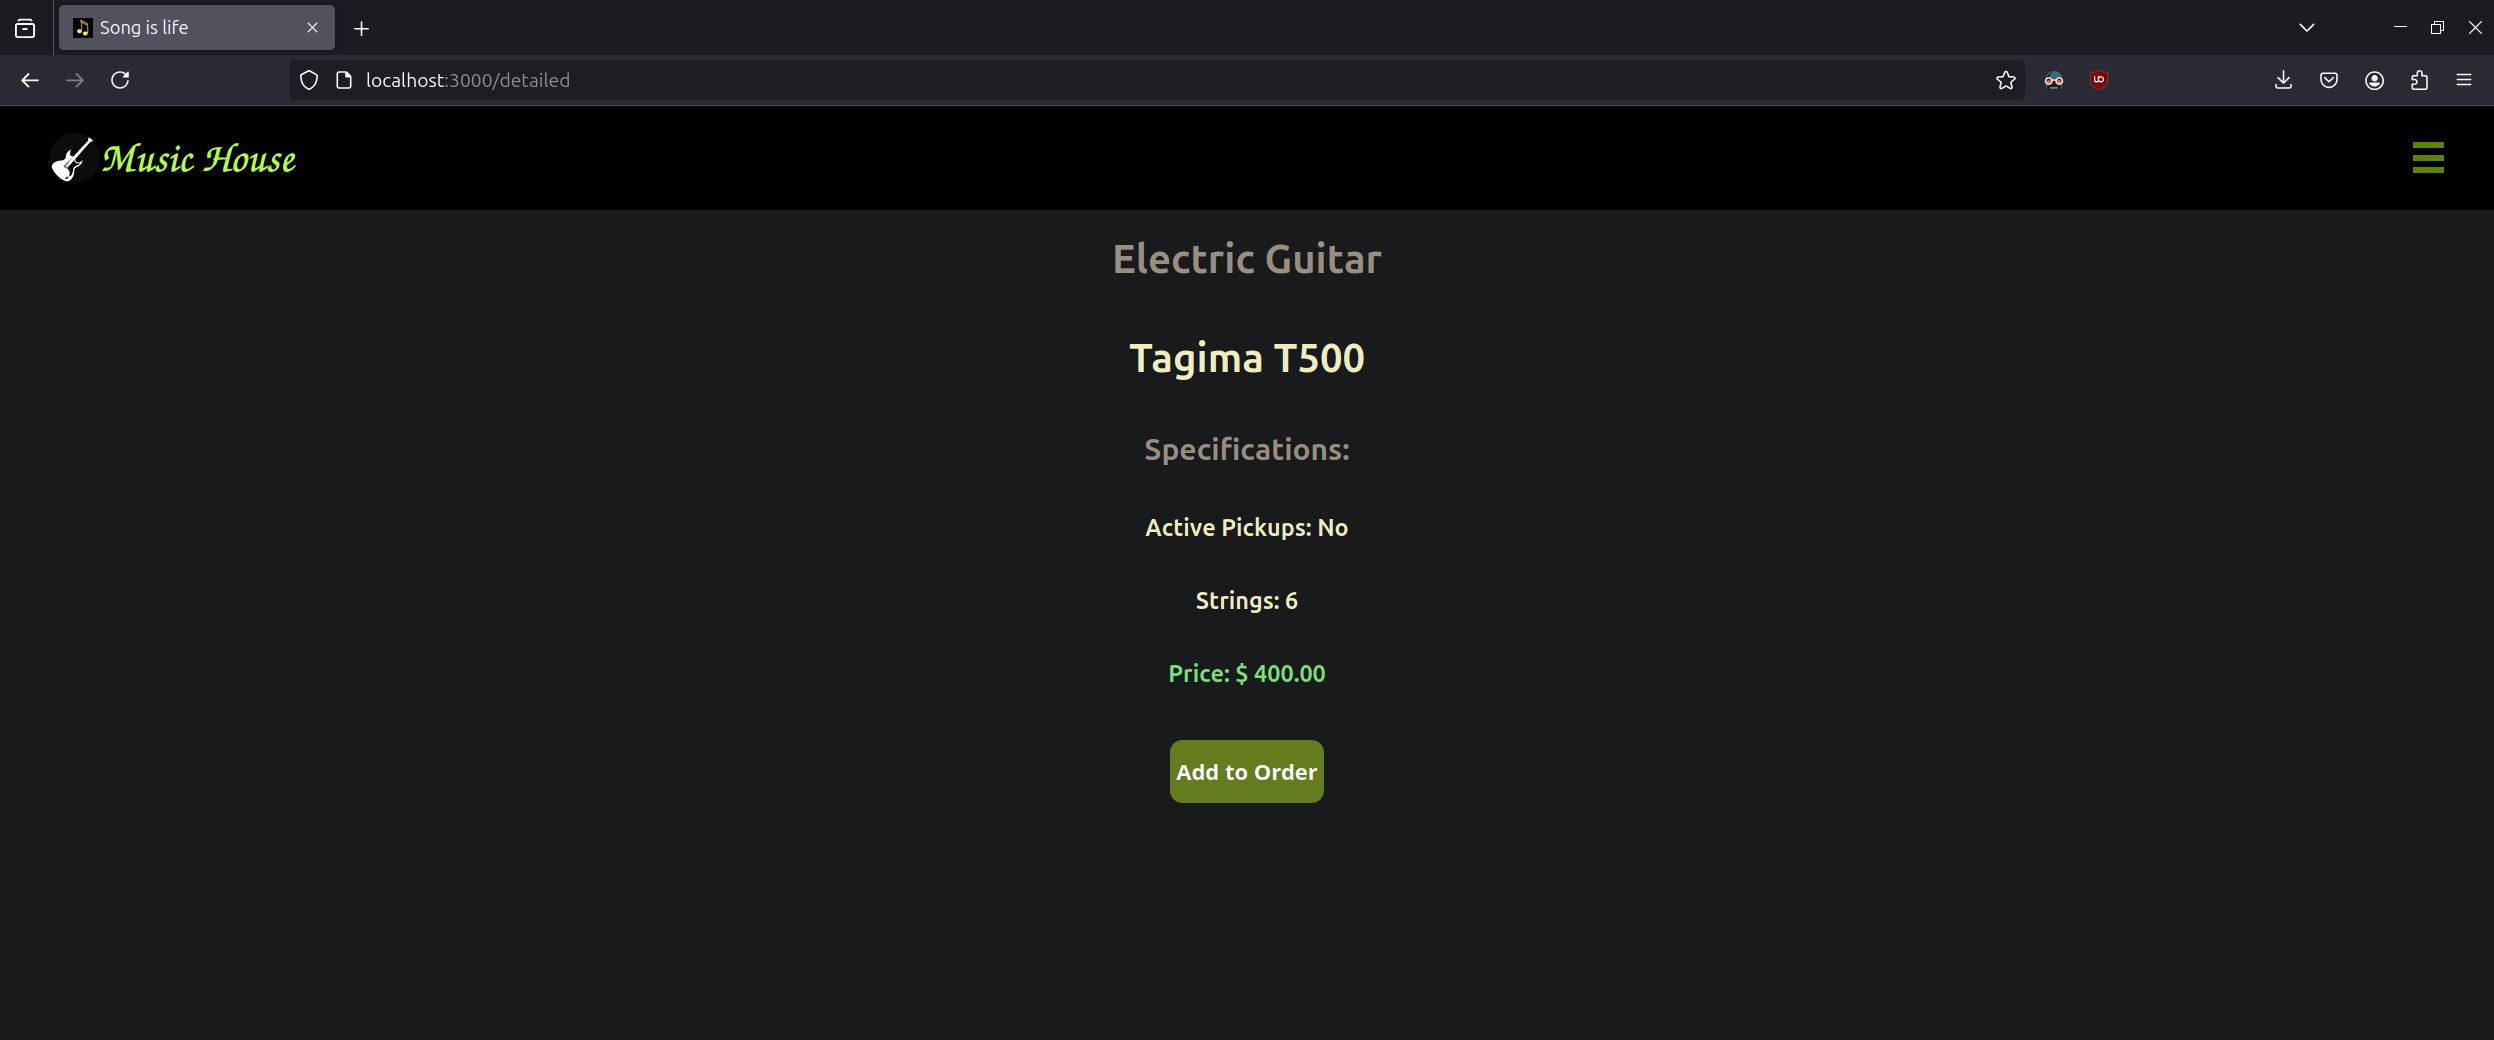 Song is life
localhost:3000/detailed
Music House
Electric Guitar
Tagima T500
Specifications:
Active Pickups: No
Strings: 6
Price: $ 400.00
Add to Order